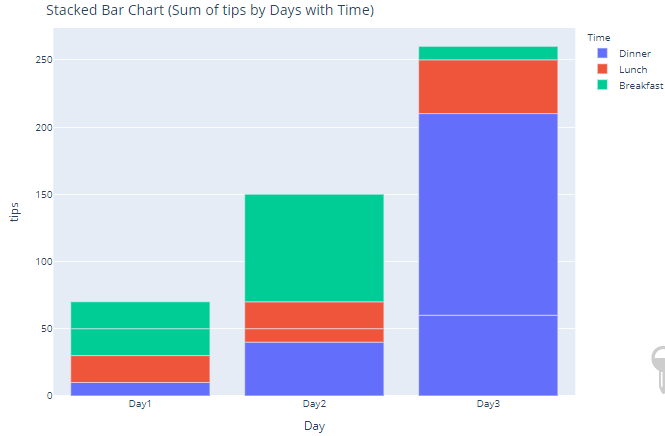 Stacked Bar Chart (Sum of tips by Days with Time)
Time
Dinner
Lunch
Breakfast
tips
250
200
150
100
50
0
Day1
Day2
Day3
Day